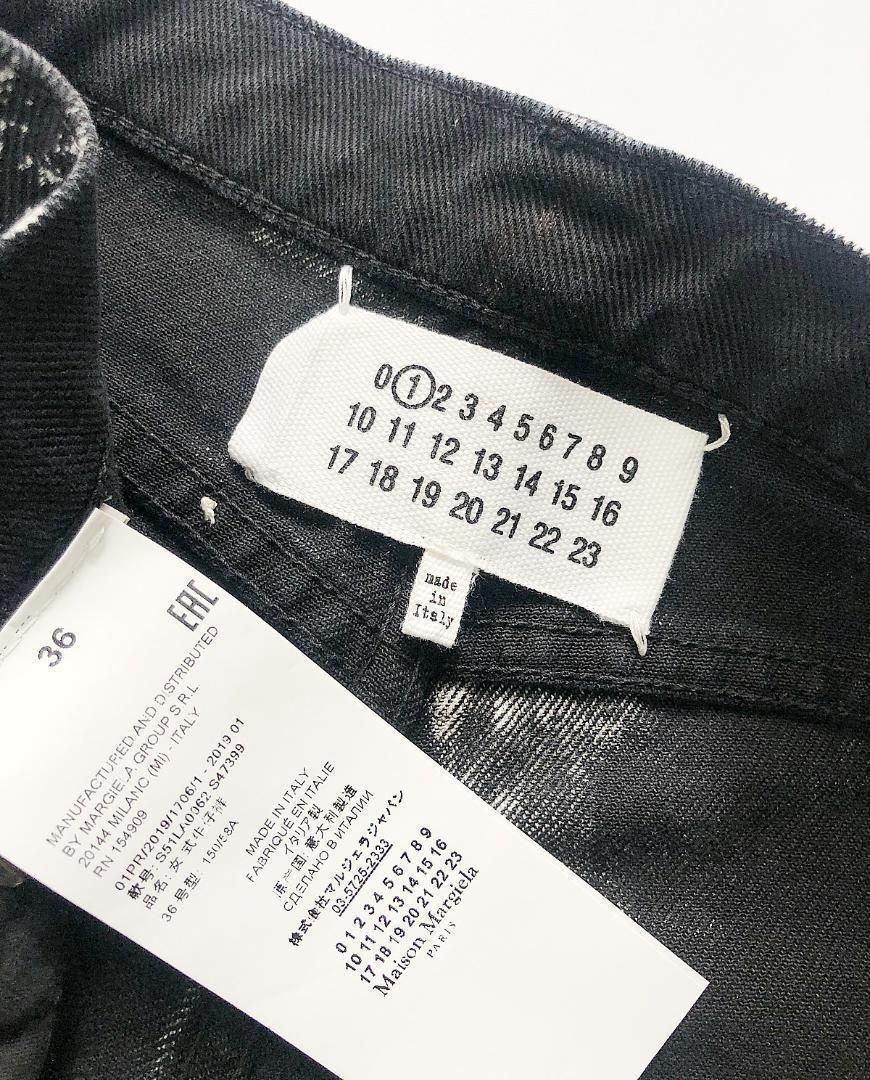 0 1 2 3 4 5 6 7 8 9
10 11 12 13 14 15 16
17 18 19 20 21 22 23
made
in
Italy
36
EAC
MANUFACTURED AND DISTRIBUTED
BY MARGIELA GROUP S.R.L
20144 MILANO (MI) - ITALY
RN 154909
01PR/2019/1706/1 - 2019 01
款号: S51LA0062 S47399
品名: 女式牛仔裤
36 号型: 150/58A
MADE IN ITALY
FABRIQUE EN ITALIE
イタリア製
原产国: 意大利製造
СДЕЛАНО В ИТАЛИИ
株式会社マルジェラジャパン
03-5725-2333
0 1 2 3 4 5 6 7 8 9
10 11 12 13 14 15 16
17 18 19 20 21 22 23
Maison Margiela
PARIS